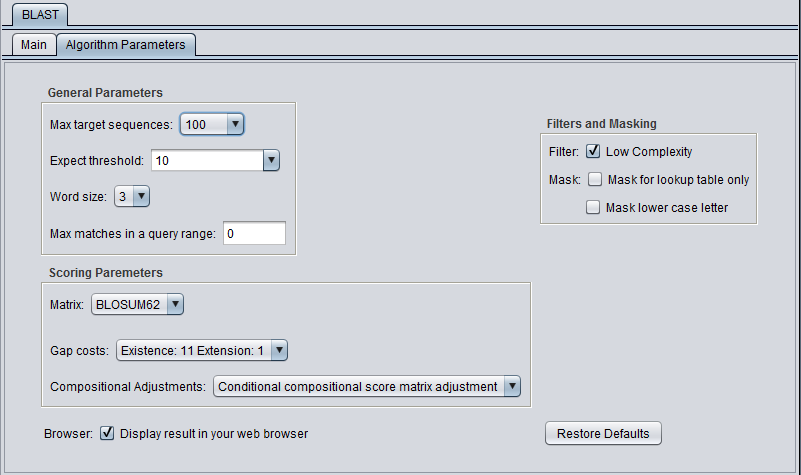 BLAST
Main Algorithm Parameters
General Parameters
Max target sequences: 100
Expect threshold: 10
Word size: 3
Max matches in a query range: 0
Filters and Masking
Filter: Low Complexity
Mask: Mask for lookup table only
Mask lower case letter
Scoring Paremeters
Matrix: BLOSUM62
Gap costs: Existence: 11 Extension: 1
Compositional Adjustments: Conditional compositional score matrix adjustment
Browser: Display result in your web browser
Restore Defaults